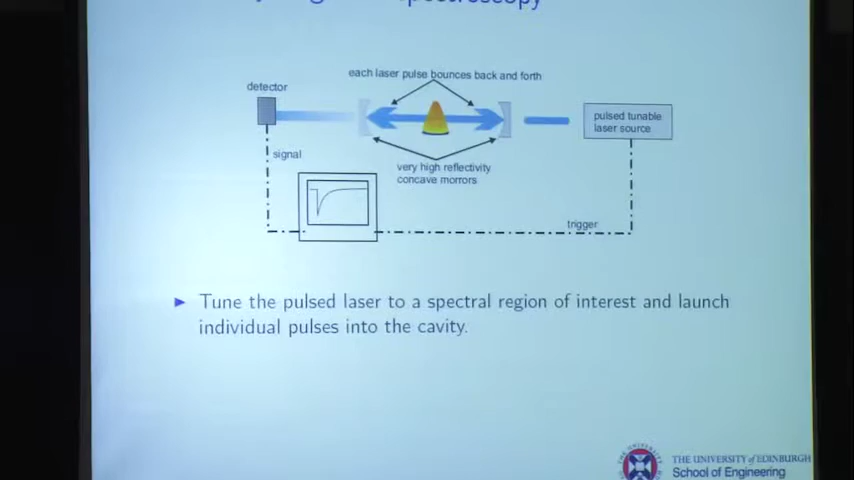 spectroscopy
each laser pulse bounces back and forth
detector
pulsed tunable
laser source
signal
very high reflectivity
concave morrors
trigger
Tune the pulsed laser to a spectral region of interest and launch
individual pulses into the cavity.
THE UNIVERSITY of EDINBURGH
School of Engineering